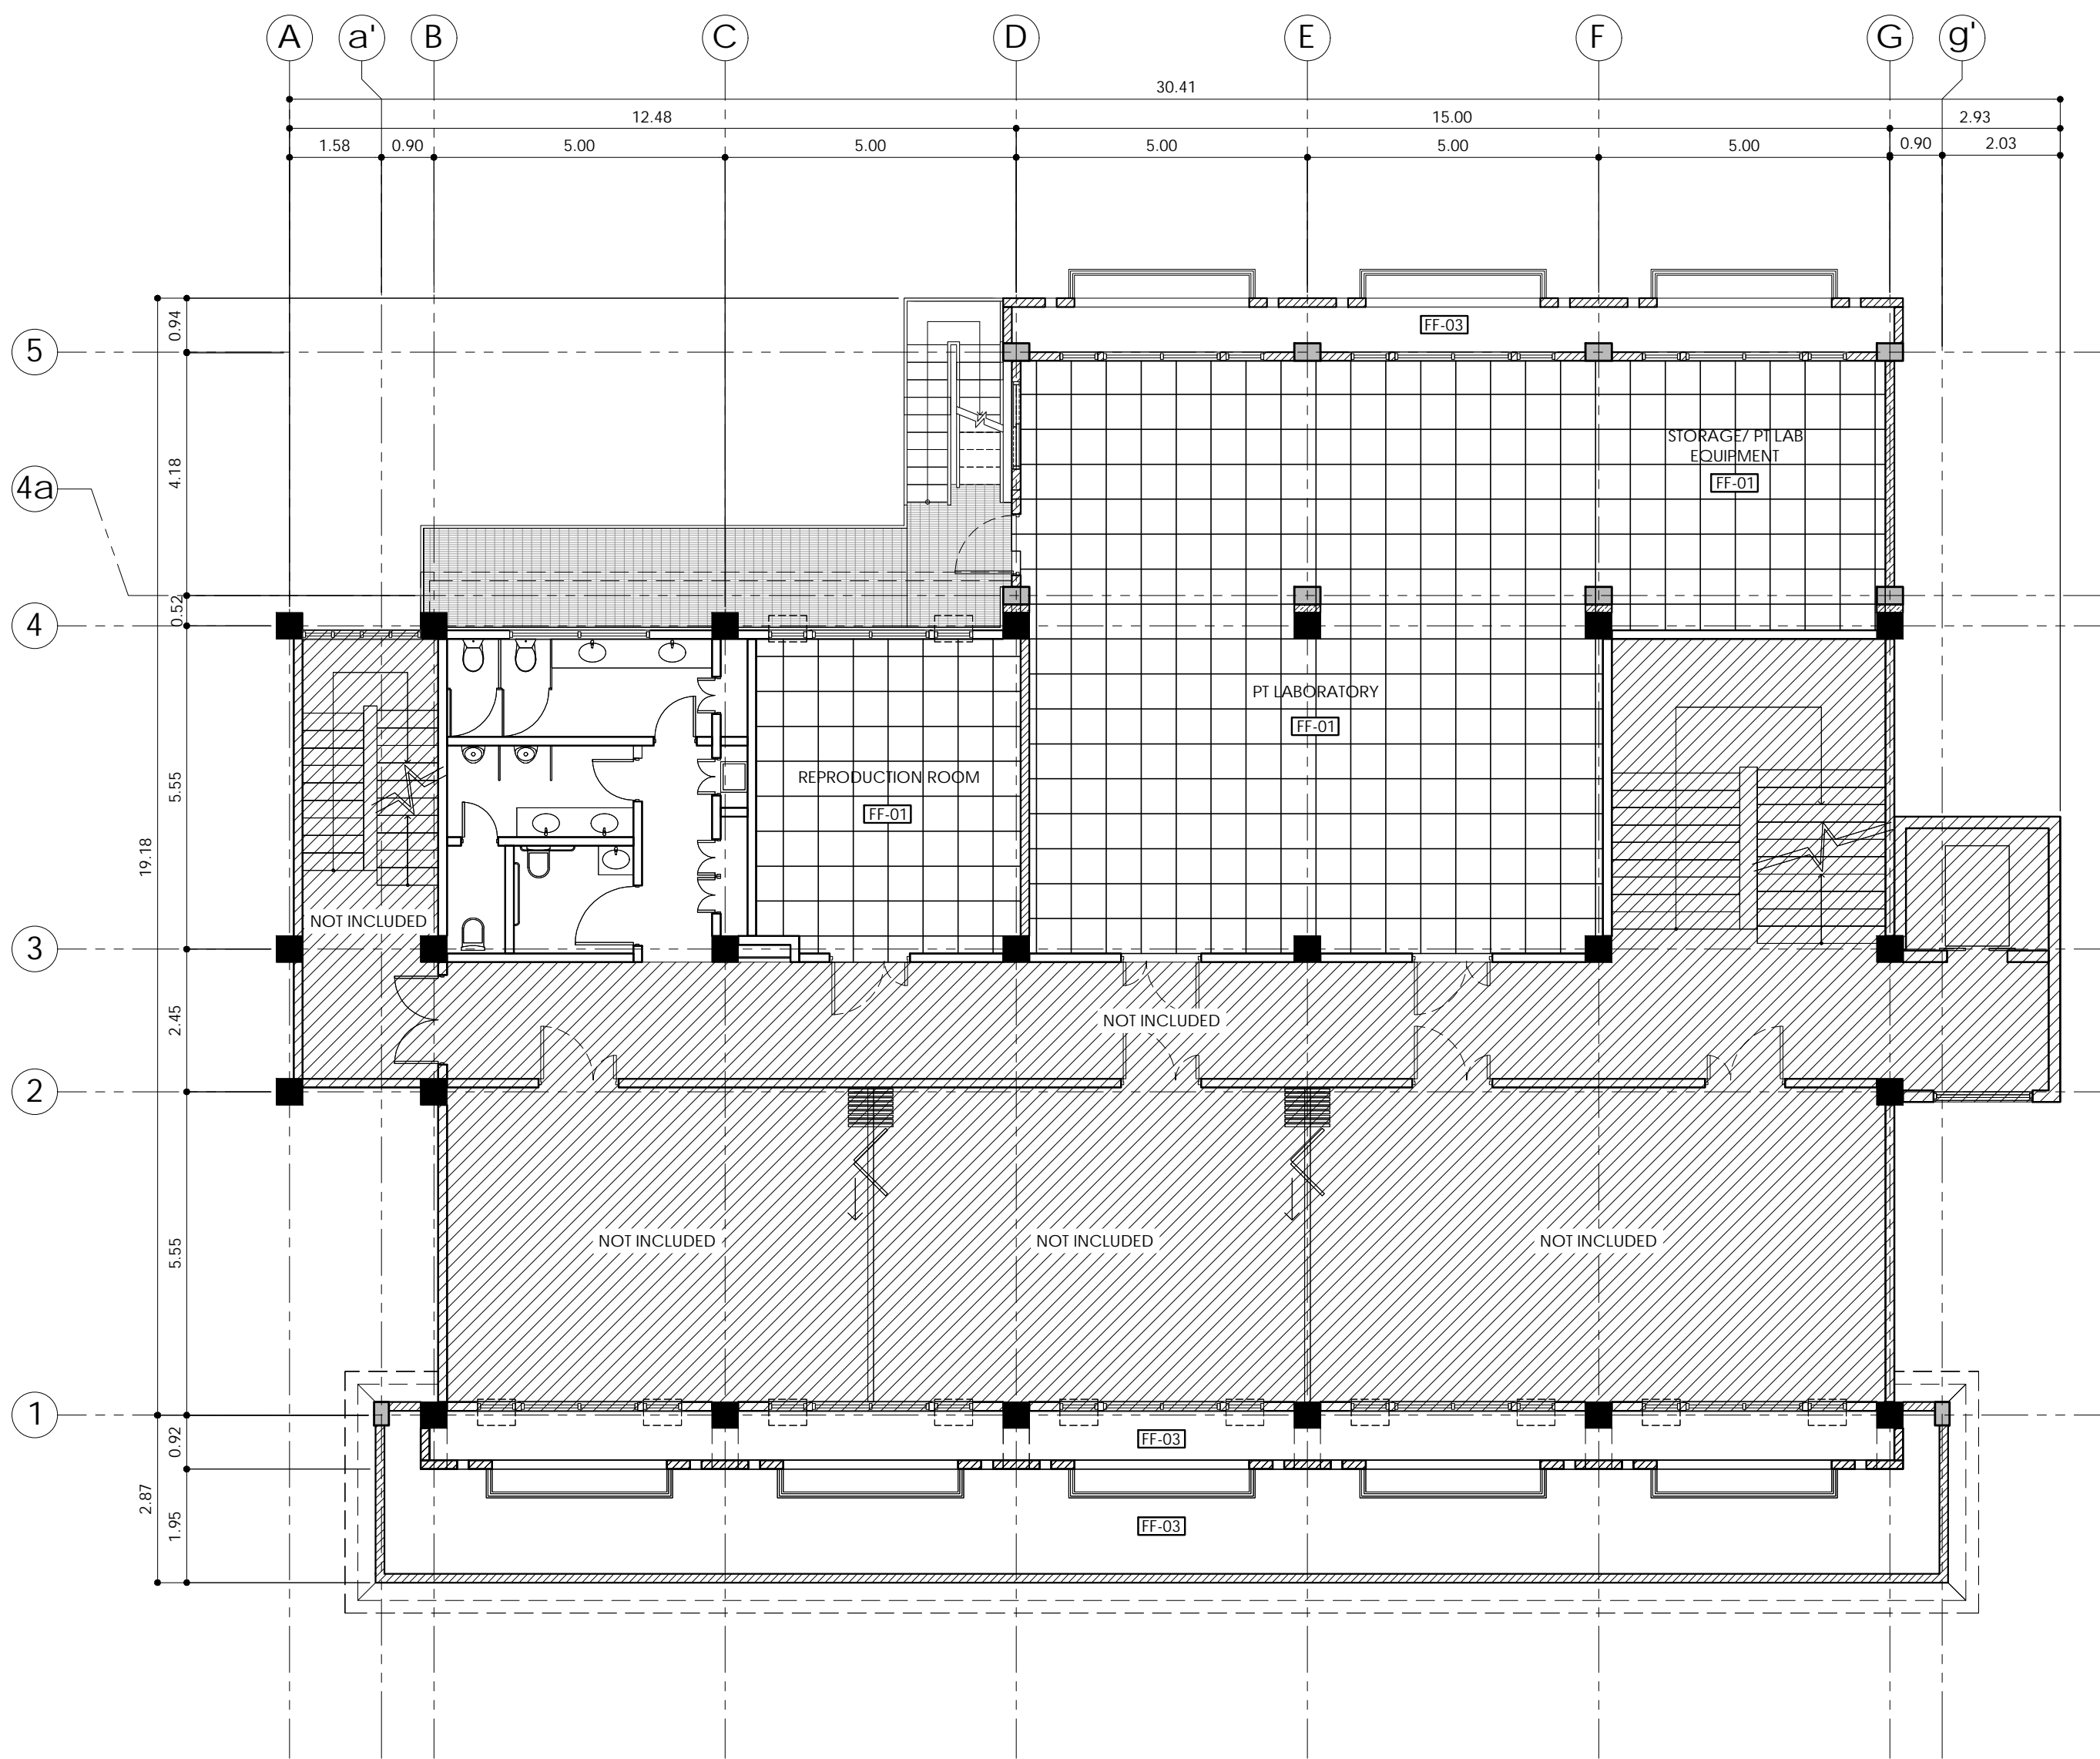 A a' B C D E F G g'
30.41
12.48 15.00 2.93
1.58 0.90 5.00 5.00 5.00 5.00 5.00 0.90 2.03
0.94
FF-03
5
STORAGE/ PT LAB
EQUIPMENT
FF-01
4.18
4a
0.52
4
PT LABORATORY
FF-01
REPRODUCTION ROOM
FF-01
5.55
19.18
NOT INCLUDED
3
2.45
NOT INCLUDED
2
5.55
NOT INCLUDED NOT INCLUDED NOT INCLUDED
1
0.92
FF-03
2.87
1.95
FF-03